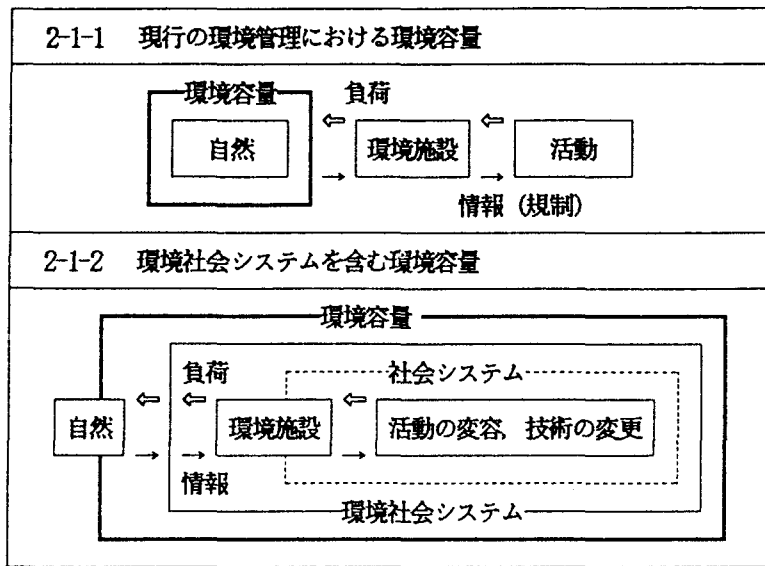 2-1-1 現行の環境管理における環境容量
環境容量 負荷
⇦ ⇦
自然 環境施設 活動
→ →
情報（規制）
2-1-2 環境社会システムを含む環境容量
環境容量
負荷 社会システム
⇦ ⇦ ⇦
自然 環境施設 活動の変容，技術の変更
→ → →
情報
環境社会システム